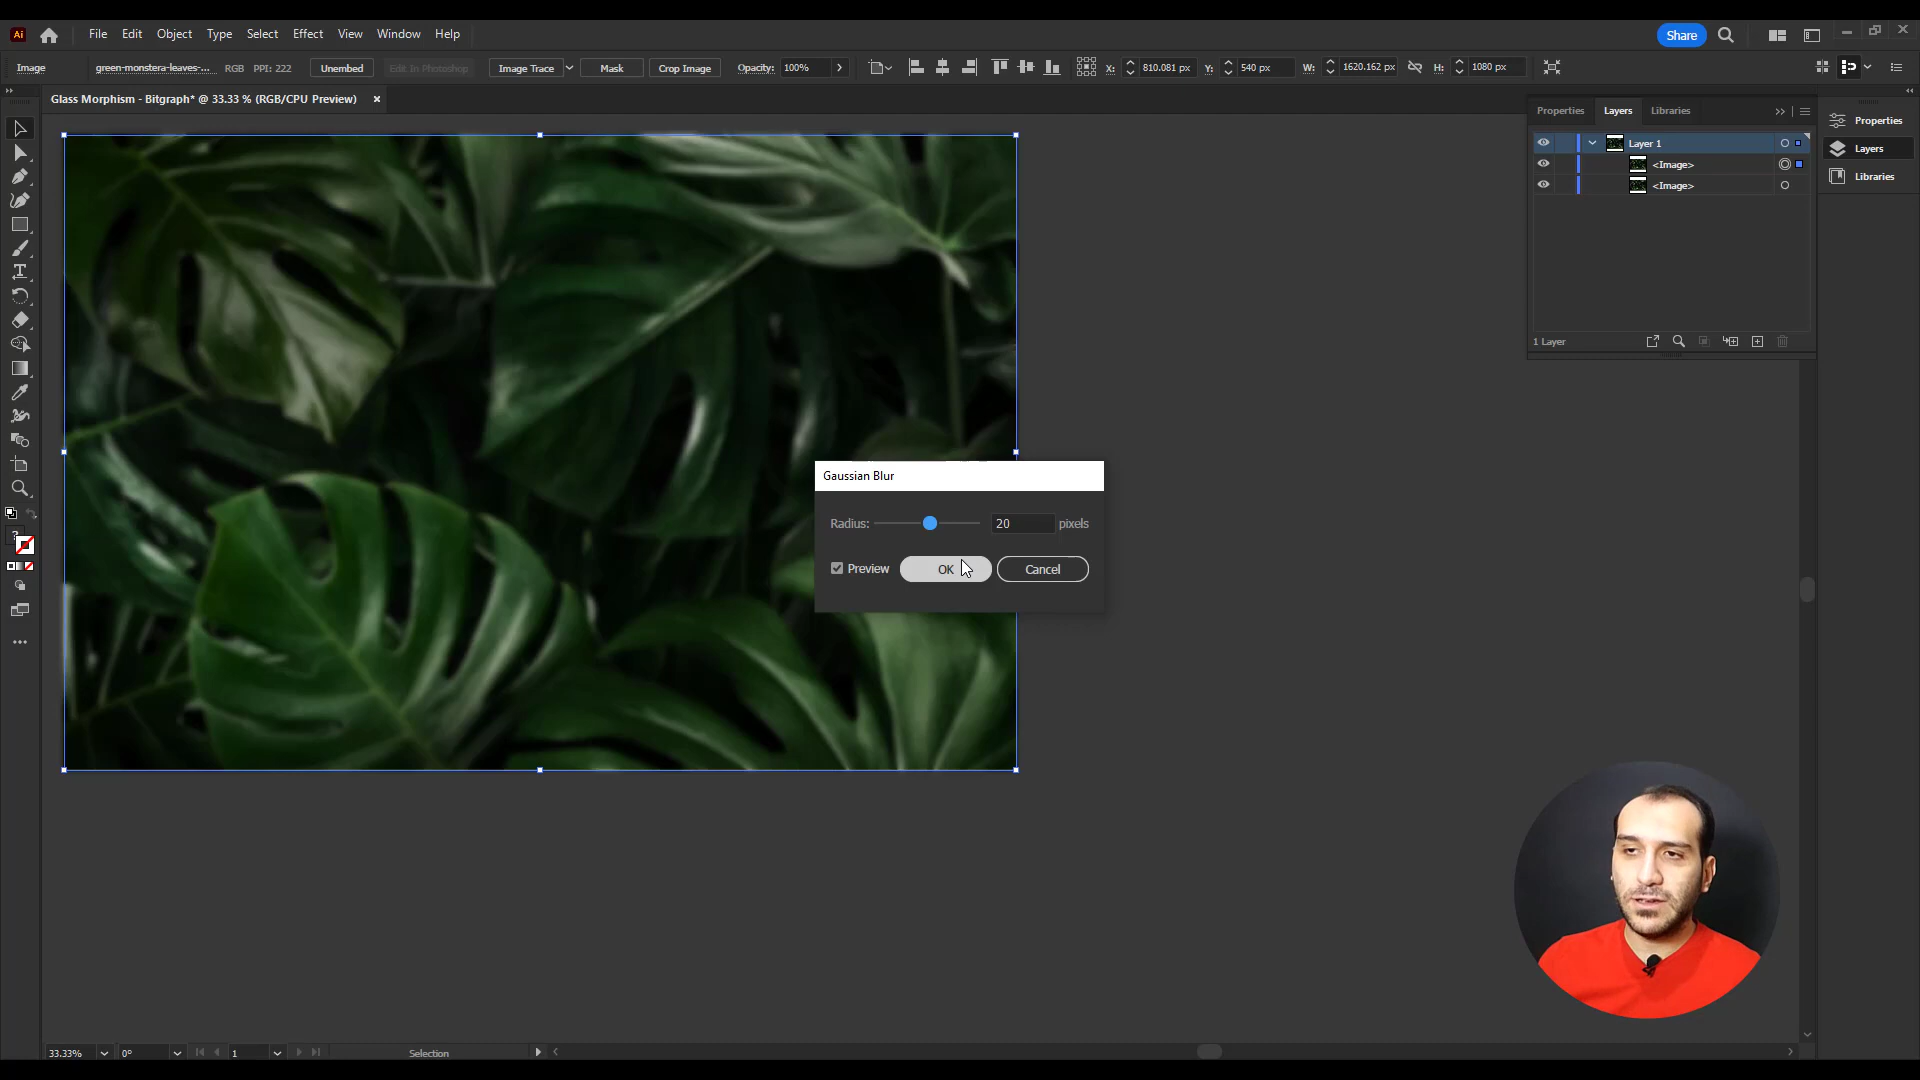 Ai File Edit Object Type Select Effect View Window Help Share
Image green-monstera-leaves-... RGB PPI: 222 Unembed Edit In Photoshop Image Trace Mask Crop Image Opacity: 100% X: 810.081 px Y: 540 px W: 1620.162 px H: 1080 px
Glass Morphism - Bitgraph* @ 33.33 % (RGB/CPU Preview) ×
Properties Layers Libraries
Layer 1
<Image>
<Image>
1 Layer
Properties
Layers
Libraries
Gaussian Blur
Radius: 20 pixels
Preview OK Cancel
?
33.33% 0° 1 Selection